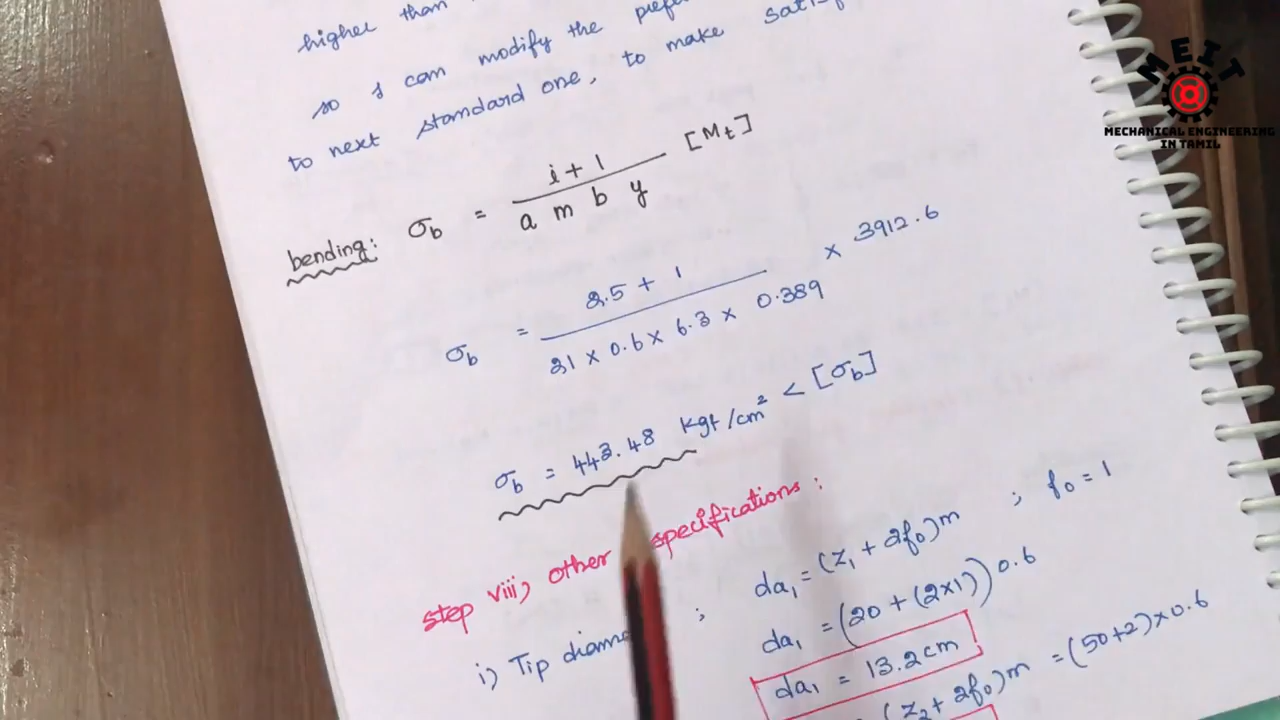 higher than
so I can modify the
to next standard one, to make
bending: σb = i + 1 / a m b y [Mt]
σb = 2.5 + 1 / 21 × 0.6 × 6.3 × 0.389 × 3912.6
σb = 443.48 kgf/cm² < [σb]
step viii, other specifications:
i) Tip ; da1 = (z1 + 2f0)m ; f0 = 1
da1 = (20 + (2×1)) 0.6
da1 = 13.2 cm
(z2 + 2f0)m = (50+2)×0.6
MEIT
MECHANICAL ENGINEERING
IN TAMIL